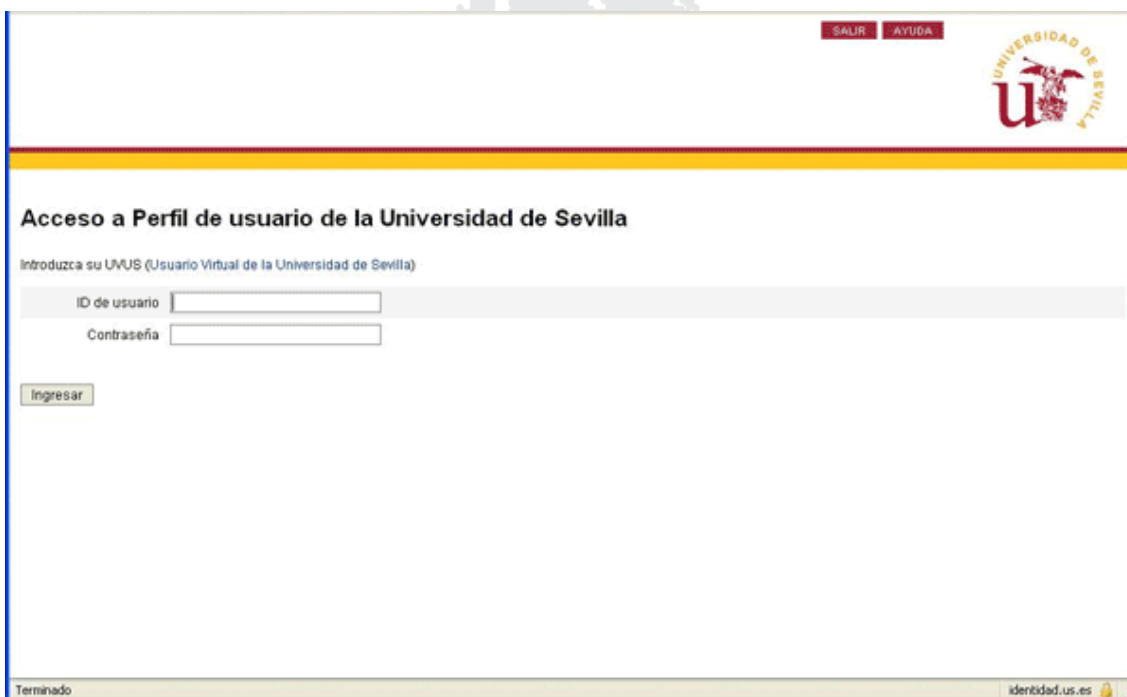 SALIR AYUDA
UNIVERSIDAD DE SEVILLA
Acceso a Perfil de usuario de la Universidad de Sevilla
Introduzca su UVUS (Usuario Virtual de la Universidad de Sevilla)
ID de usuario
Contraseña
Ingresar
Terminado identidad.us.es